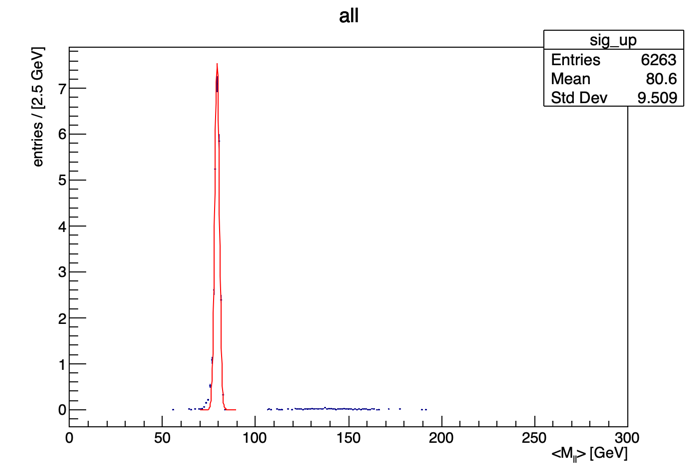 all
sig_up
Entries 6263
Mean 80.6
Std Dev 9.509
entries / [2.5 GeV]
7
6
5
4
3
2
1
0
0 50 100 150 200 250 300
<M_ll> [GeV]